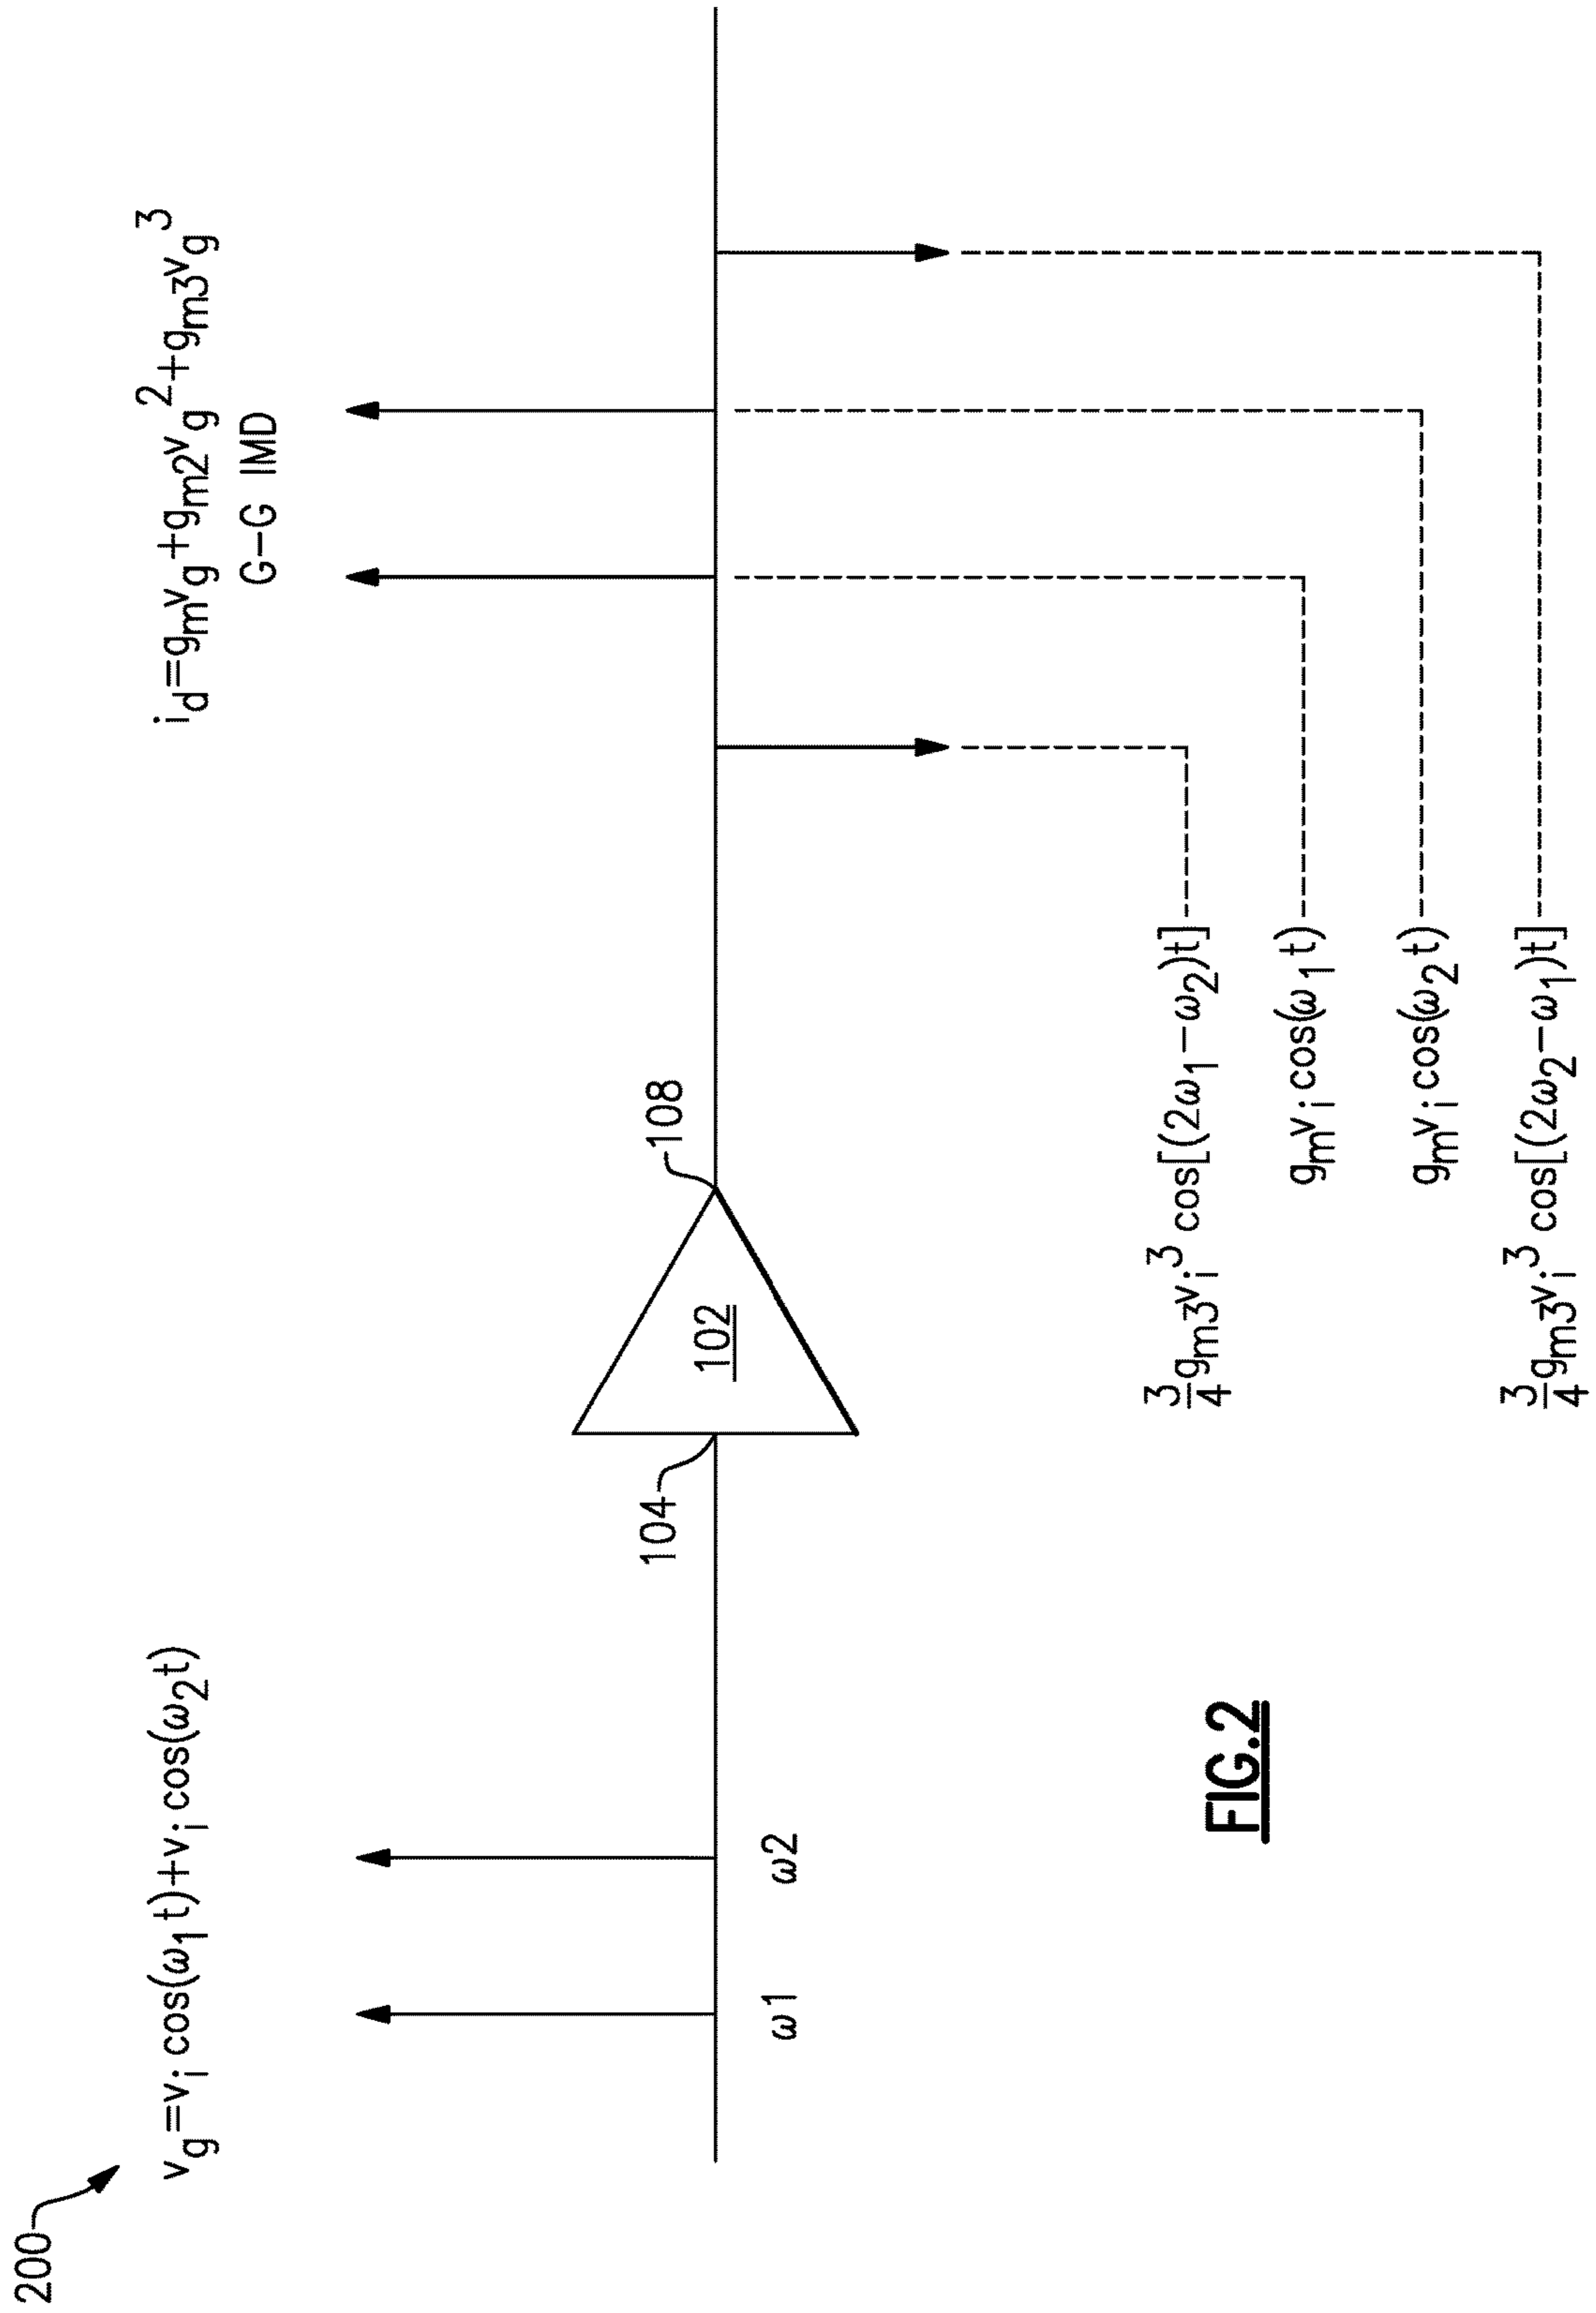 200
v_g=v_i cos(ω_1 t)+v_i cos(ω_2 t)
i_d=g_m v_g+g_m2 v_g^2+g_m3 v_g^3
G-G IMD
104
102
108
ω1
ω2
3/4 g_m3 v_i^3 cos[(2ω_1-ω_2)t]
g_m v_i cos(ω_1 t)
g_m v_i cos(ω_2 t)
3/4 g_m3 v_i^3 cos[(2ω_2-ω_1)t]
FIG.2